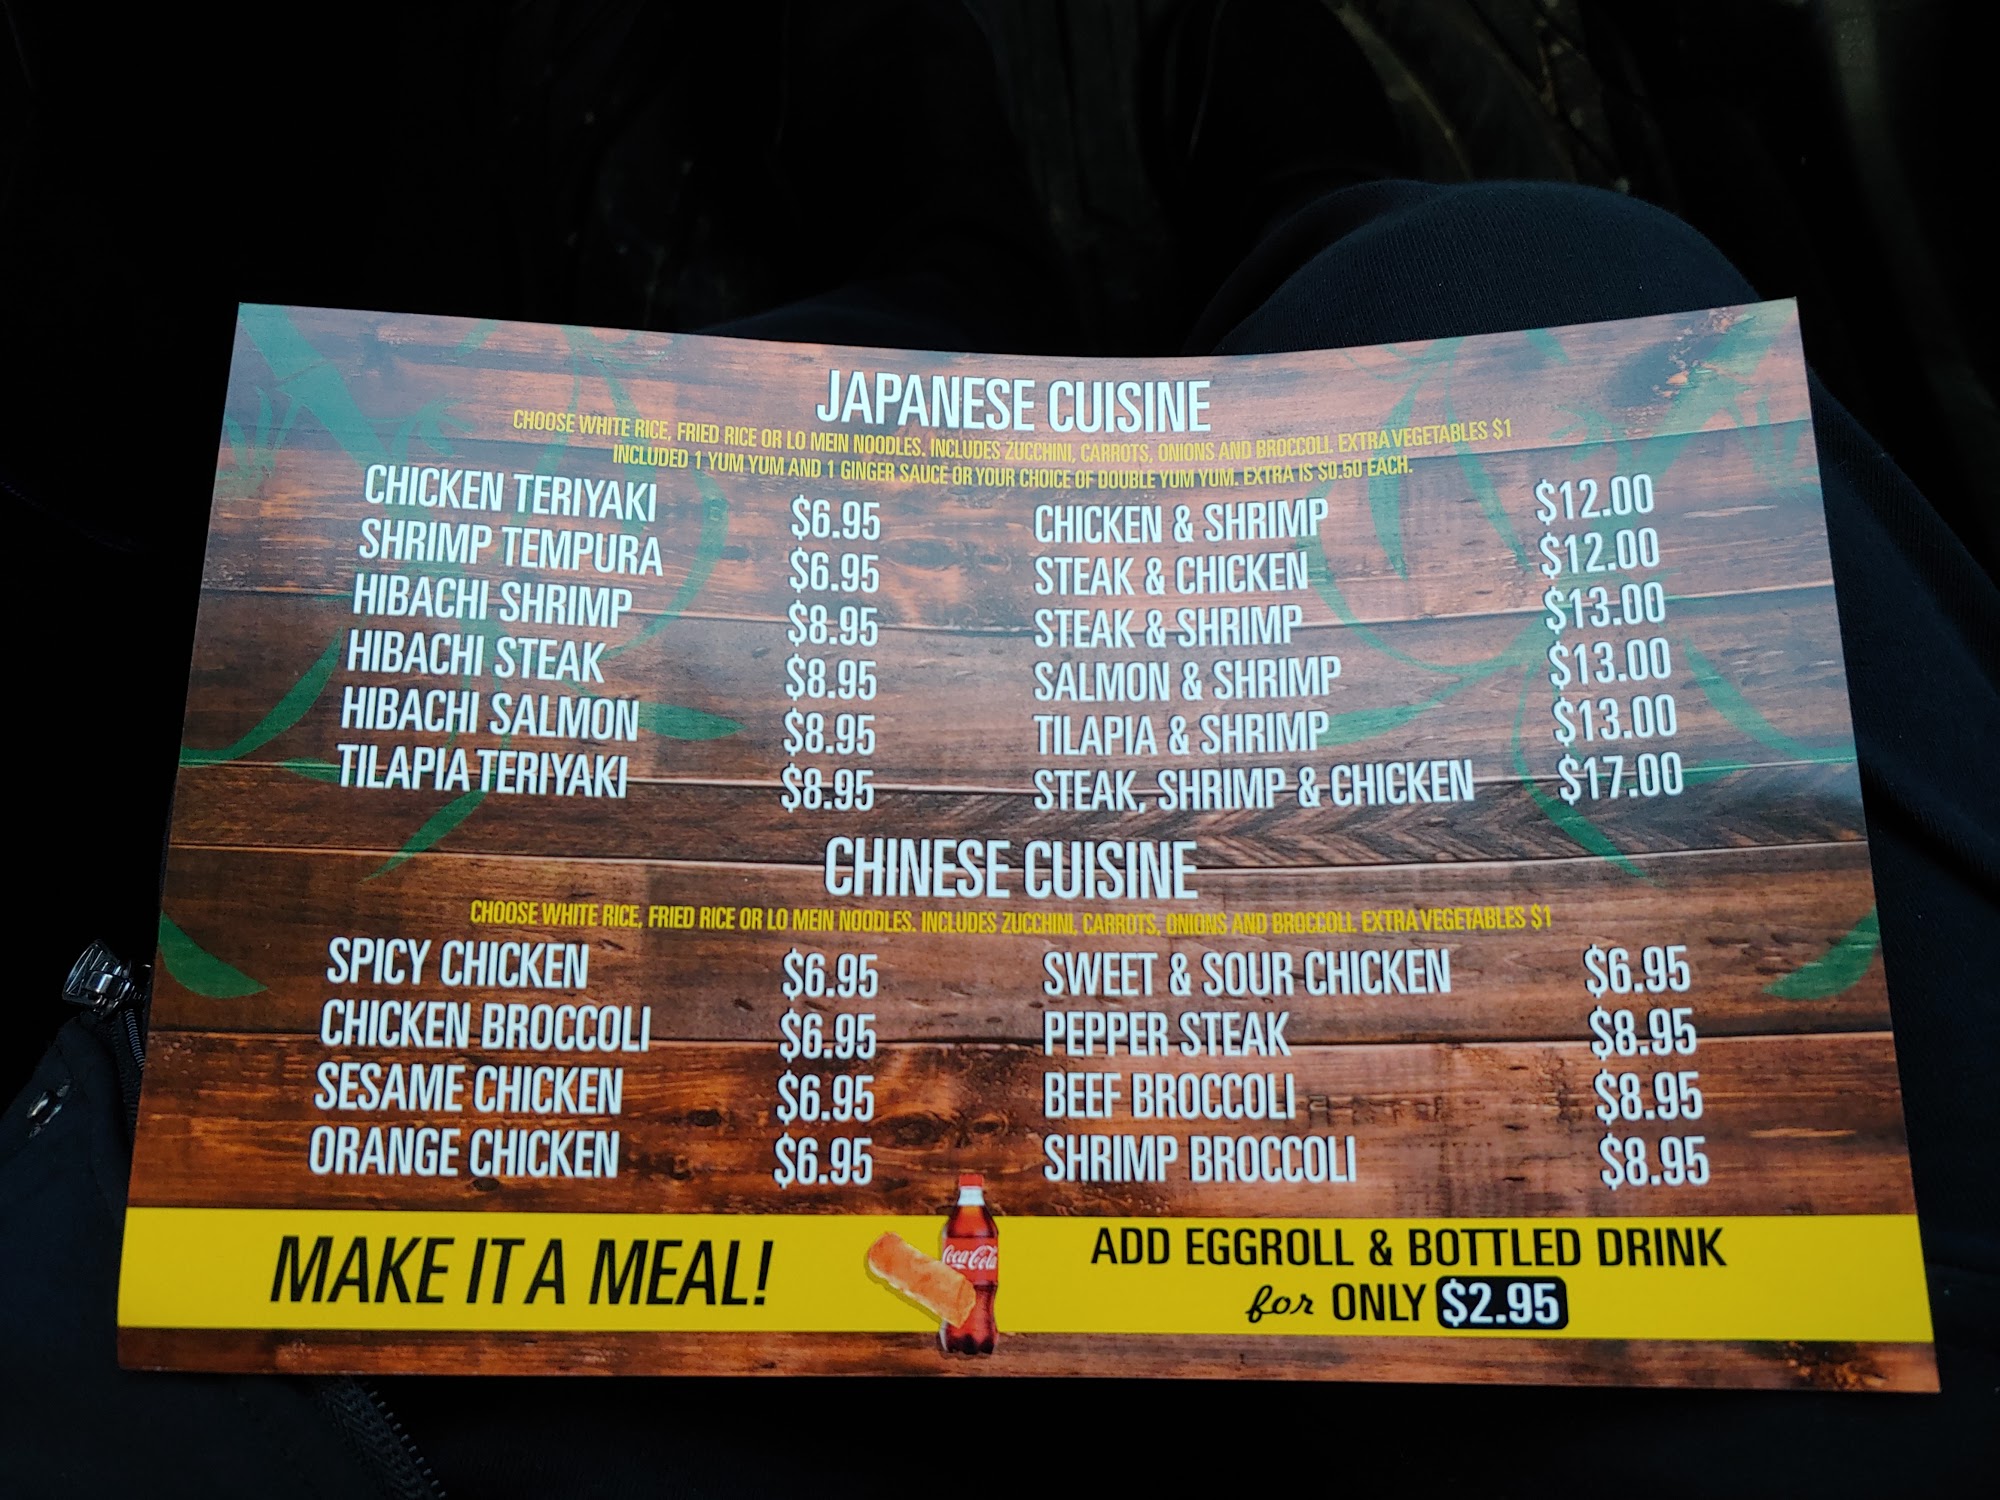 JAPANESE CUISINE
CHOOSE WHITE RICE, FRIED RICE OR LO MEIN NOODLES. INCLUDES ZUCCHINI, CARROTS, ONIONS AND BROCCOLI. EXTRA VEGETABLES $1
INCLUDED 1 YUM YUM AND 1 GINGER SAUCE OR YOUR CHOICE OF DOUBLE YUM YUM. EXTRA IS $0.50 EACH.
CHICKEN TERIYAKI $6.95
SHRIMP TEMPURA $6.95
HIBACHI SHRIMP $8.95
HIBACHI STEAK $8.95
HIBACHI SALMON $8.95
TILAPIA TERIYAKI $8.95
CHICKEN & SHRIMP $12.00
STEAK & CHICKEN $12.00
STEAK & SHRIMP $13.00
SALMON & SHRIMP $13.00
TILAPIA & SHRIMP $13.00
STEAK, SHRIMP & CHICKEN $17.00
CHINESE CUISINE
CHOOSE WHITE RICE, FRIED RICE OR LO MEIN NOODLES. INCLUDES ZUCCHINI, CARROTS, ONIONS AND BROCCOLI. EXTRA VEGETABLES $1
SPICY CHICKEN $6.95
CHICKEN BROCCOLI $6.95
SESAME CHICKEN $6.95
ORANGE CHICKEN $6.95
SWEET & SOUR CHICKEN $6.95
PEPPER STEAK $8.95
BEEF BROCCOLI $8.95
SHRIMP BROCCOLI $8.95
MAKE IT A MEAL!
Coca-Cola
ADD EGGROLL & BOTTLED DRINK
for ONLY $2.95